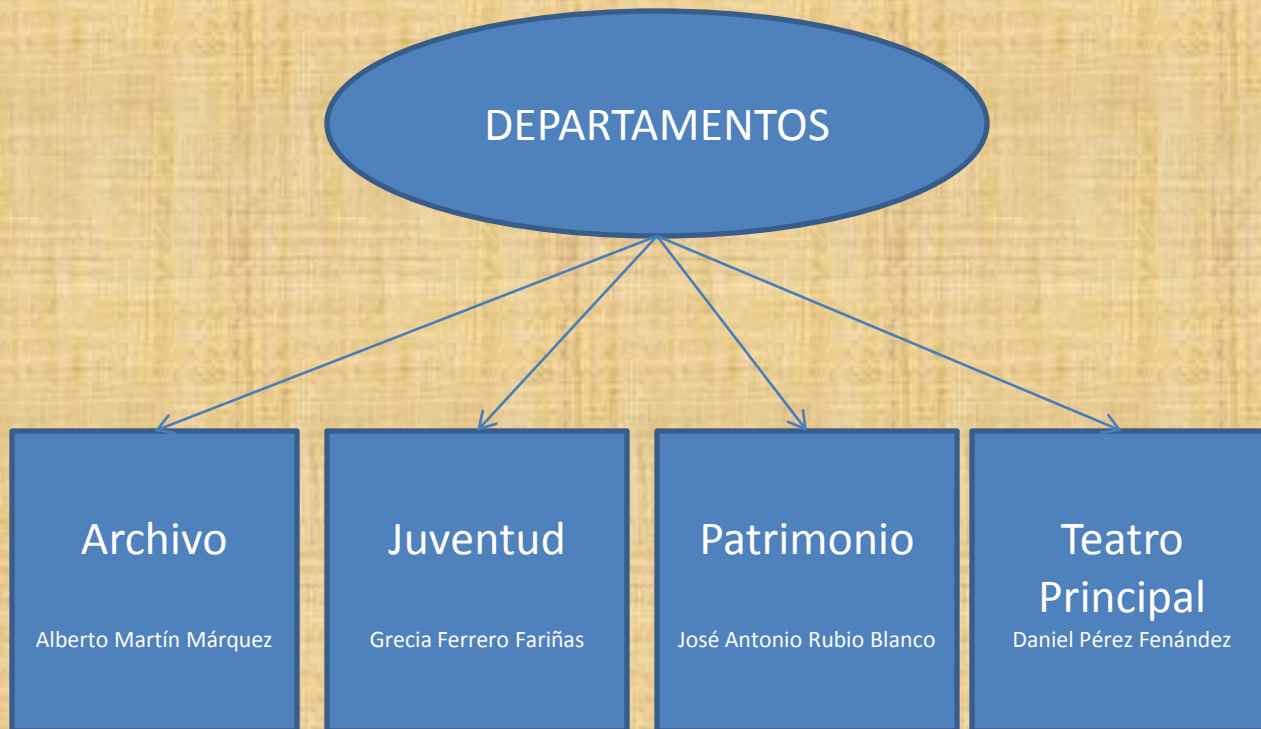 DEPARTAMENTOS
Archivo
Alberto Martín Márquez
Juventud
Grecia Ferrero Fariñas
Patrimonio
José Antonio Rubio Blanco
Teatro
Principal
Daniel Pérez Fenández